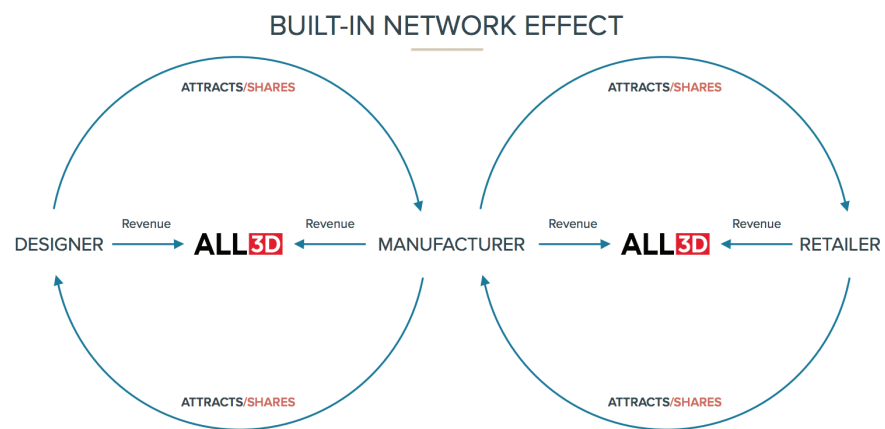 BUILT-IN NETWORK EFFECT
ATTRACTS/SHARES
ATTRACTS/SHARES
Revenue
Revenue
Revenue
Revenue
DESIGNER
ALL3D
MANUFACTURER
ALL3D
RETAILER
ATTRACTS/SHARES
ATTRACTS/SHARES